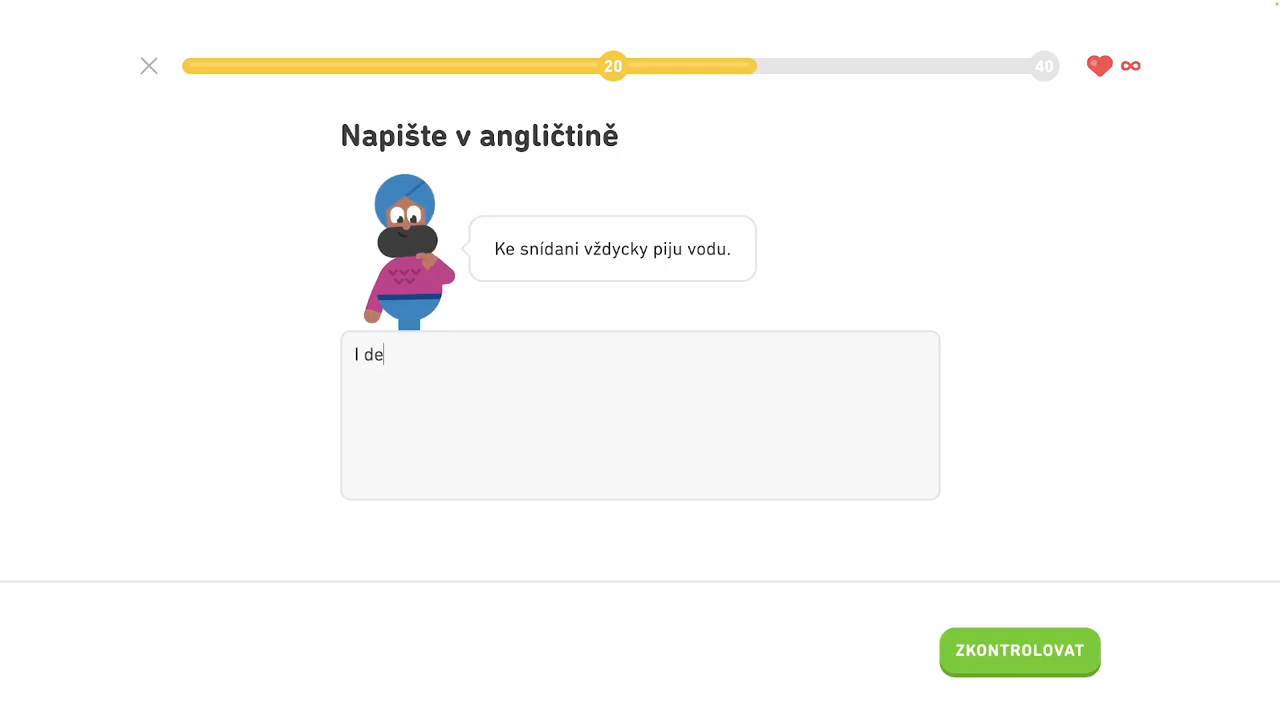 20
40
∞
Napište v angličtině
Ke snídani vždycky piju vodu.
I de
ZKONTROLOVAT